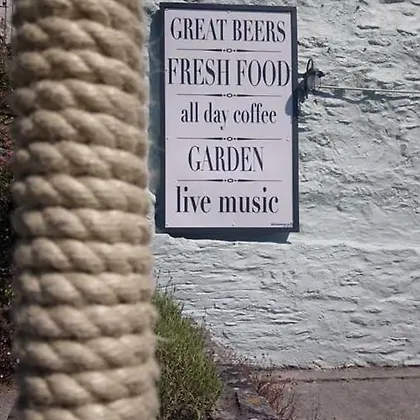 GREAT BEERS
FRESH FOOD
all day coffee
GARDEN
live music